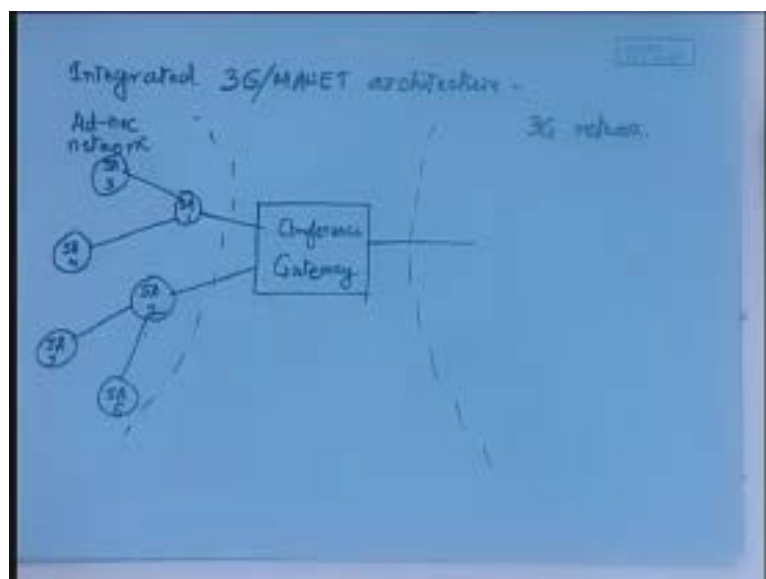 Integrated 3G/MANET architecture -
Ad-hoc
network
3G network
SA
3
SA
1
SA
4
Conference
Gateway
SA
2
SA
SA